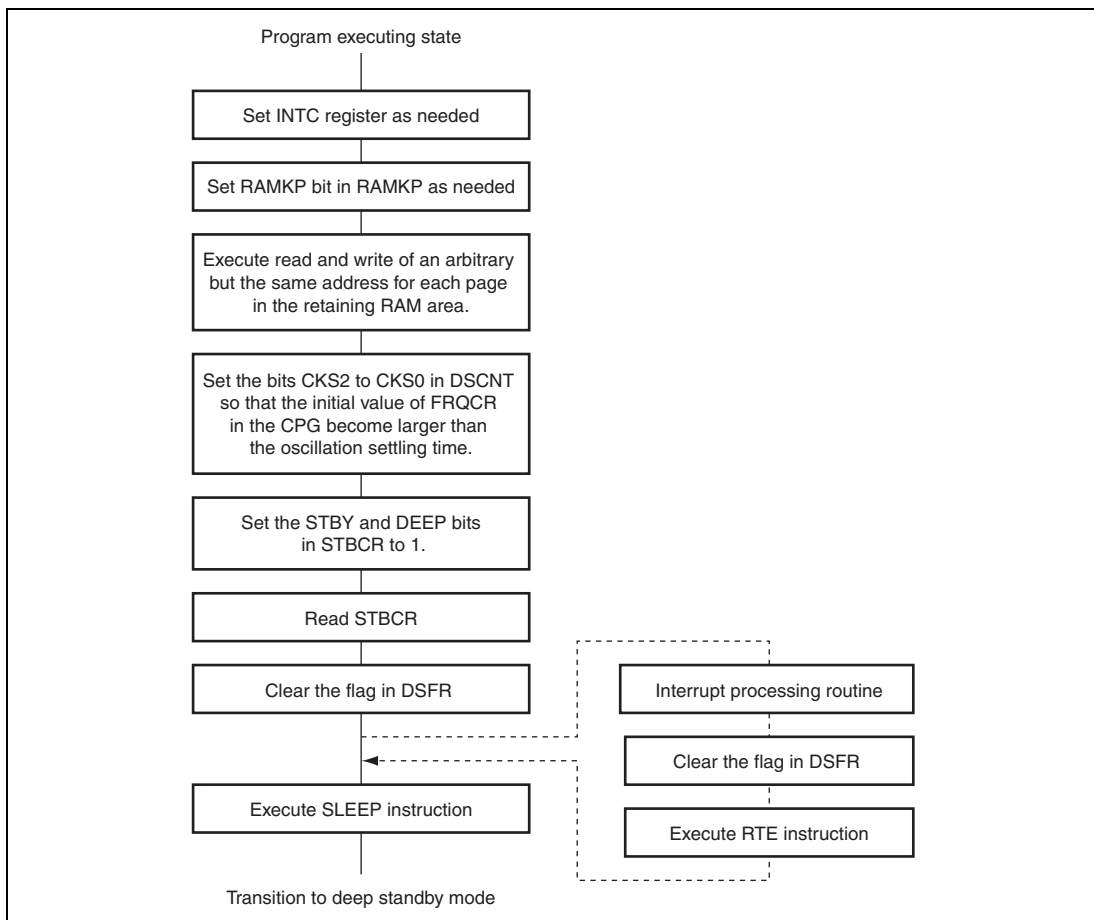 Program executing state
Set INTC register as needed
Set RAMKP bit in RAMKP as needed
Execute read and write of an arbitrary
but the same address for each page
in the retaining RAM area.
Set the bits CKS2 to CKS0 in DSCNT
so that the initial value of FRQCR
in the CPG become larger than
the oscillation settling time.
Set the STBY and DEEP bits
in STBCR to 1.
Read STBCR
Clear the flag in DSFR
Interrupt processing routine
Clear the flag in DSFR
Execute RTE instruction
Execute SLEEP instruction
Transition to deep standby mode